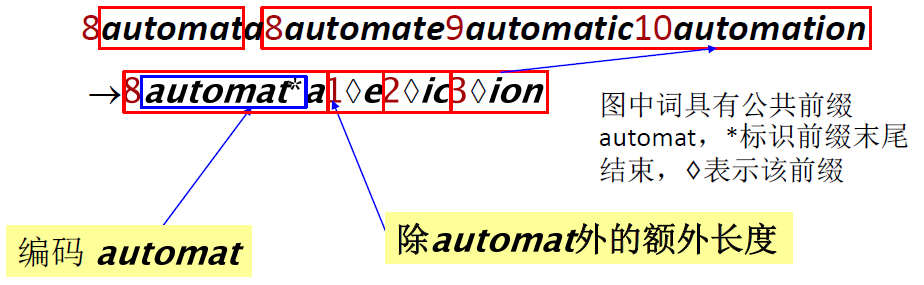 8automata8automate9automatic10automation
→8automat*a1◊e2◊ic3◊ion
图中词具有公共前缀
automat，*标识前缀末尾
结束，◊表示该前缀
编码 automat
除automat外的额外长度